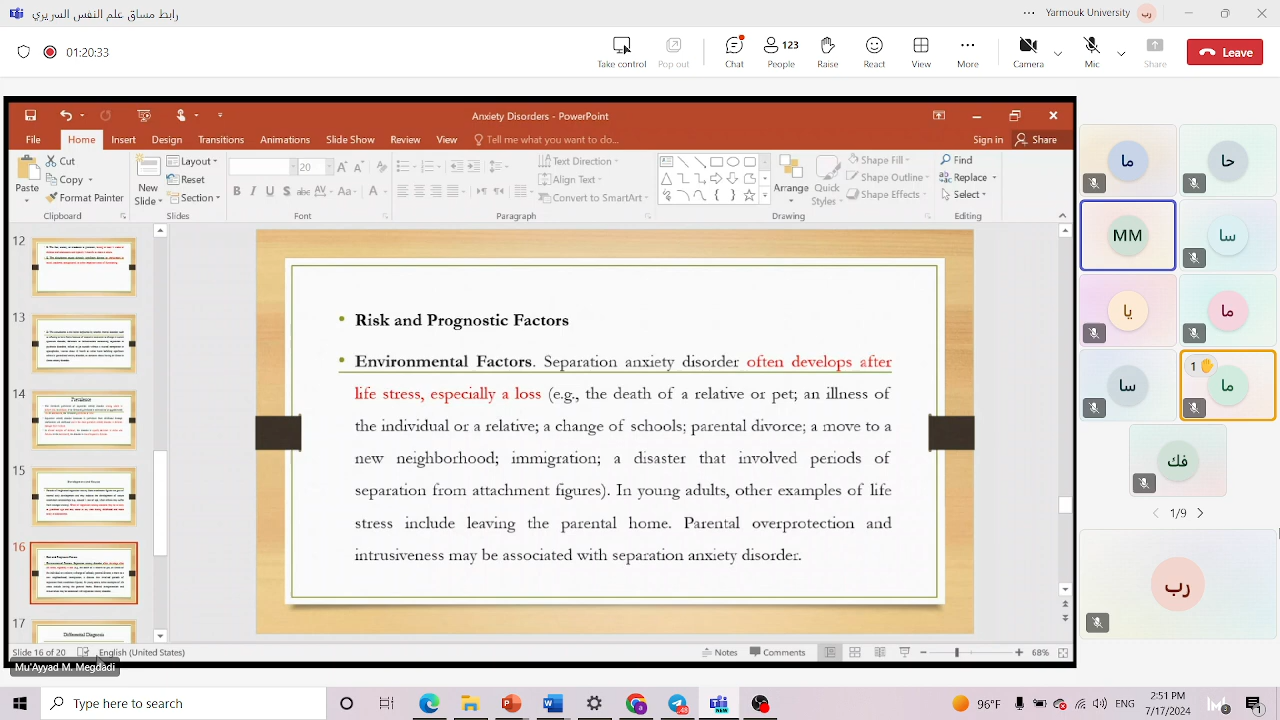 رب
01:20:33
Take control
Pop out
Chat
123
People
Raise
React
View
More
Camera
Mic
Share
Leave
Anxiety Disorders - PowerPoint
File
Home
Insert
Design
Transitions
Animations
Slide Show
Review
View
Tell me what you want to do...
Sign in
Share
Paste
Cut
Copy
Format Painter
Clipboard
New Slide
Layout
Reset
Section
Slides
20
Font
Text Direction
Align Text
Convert to SmartArt
Paragraph
Arrange
Quick Styles
Shape Fill
Shape Outline
Shape Effects
Drawing
Find
Replace
Select
Editing
12
13
14
15
16
17
Differential Diagnosis
Risk and Prognostic Factors
Environmental Factors. Separation anxiety disorder often develops after
life stress, especially a loss (e.g., the death of a relative or pet; an illness of
the individual or a relative; a change of schools; parental divorce; a move to a
new neighborhood; immigration; a disaster that involved periods of
separation from attachment figures). In young adults, other examples of life
stress include leaving the parental home. Parental overprotection and
intrusiveness may be associated with separation anxiety disorder.
ما
حا
MM
سا
يا
ما
سا
1
ما
فك
1/9
رب
Slide 16 of 20
English (United States)
Notes
Comments
68%
Mu'Ayyad M. Megdadi
Type here to search
96°F
2:51 PM
7/17/2024